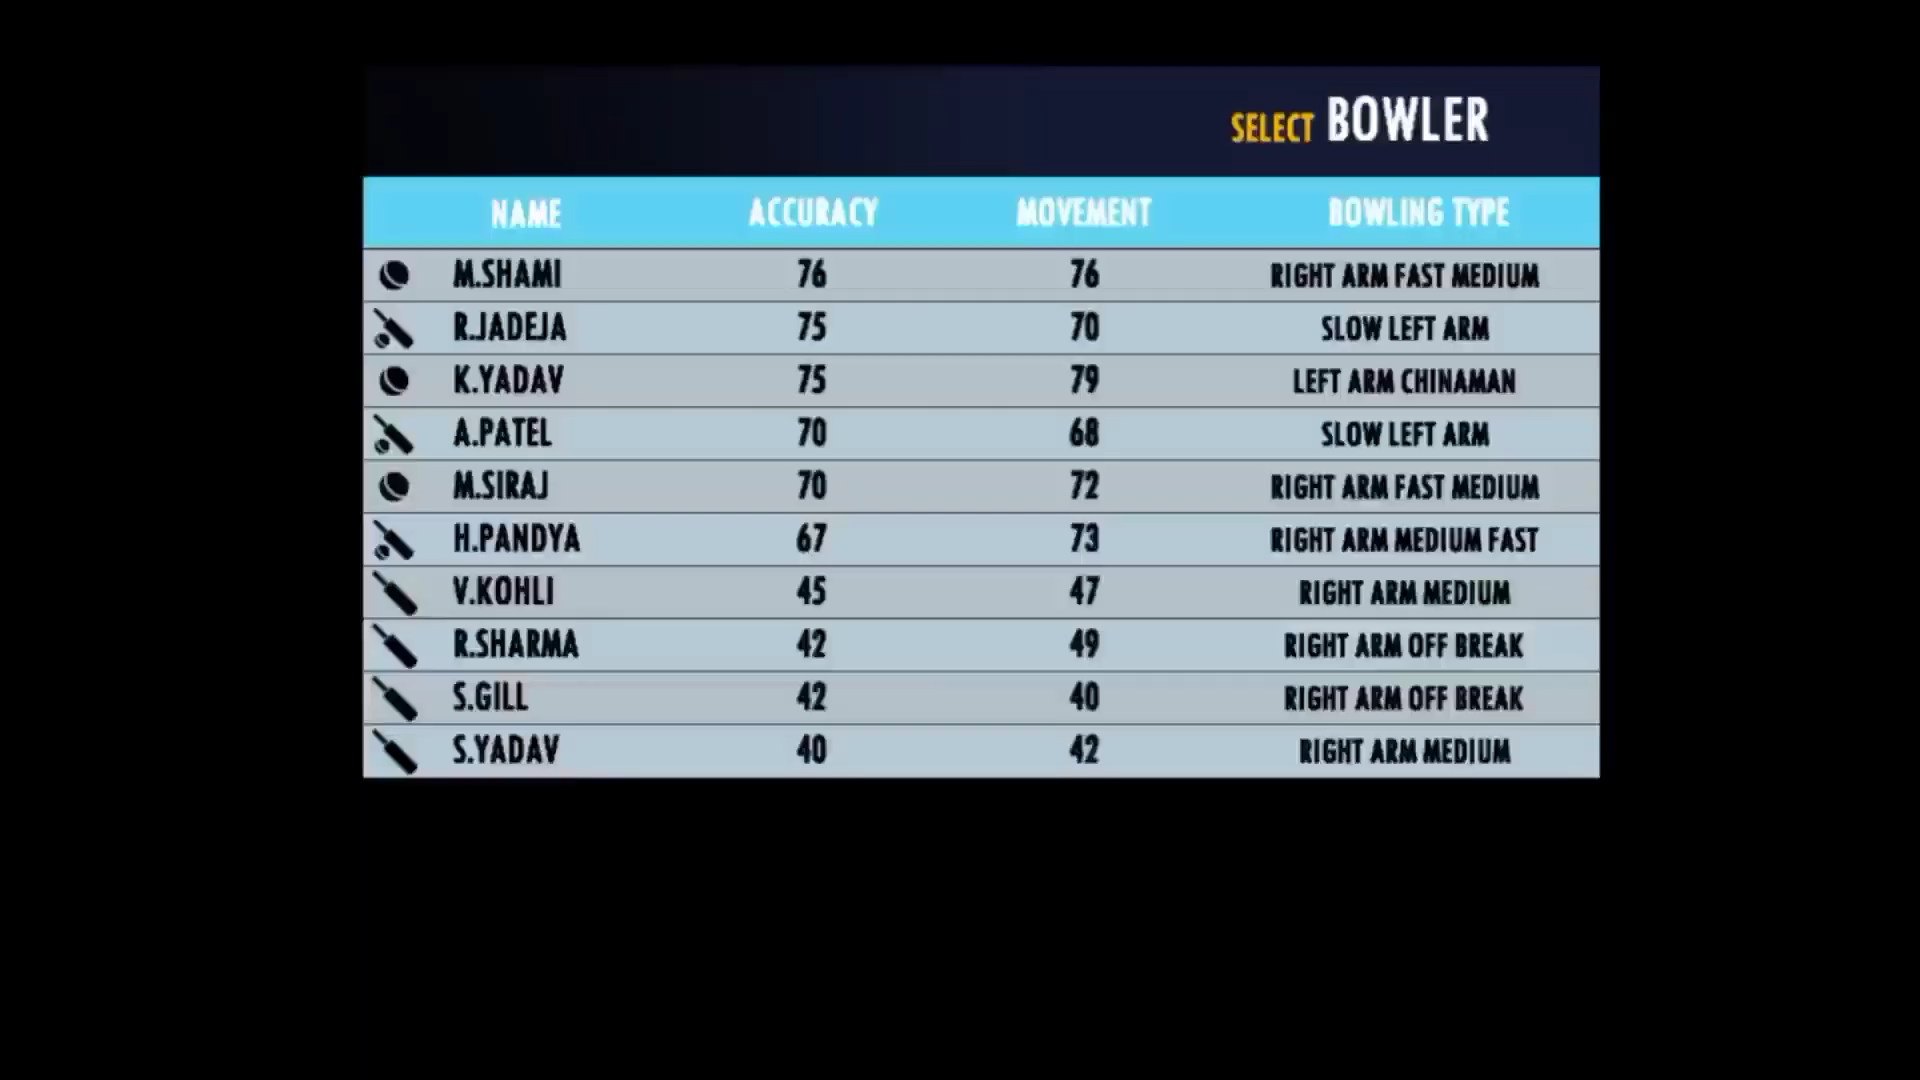 SELECT BOWLER
NAME ACCURACY MOVEMENT BOWLING TYPE
M.SHAMI 76 76 RIGHT ARM FAST MEDIUM
R.JADEJA 75 70 SLOW LEFT ARM
K.YADAV 75 79 LEFT ARM CHINAMAN
A.PATEL 70 68 SLOW LEFT ARM
M.SIRAJ 70 72 RIGHT ARM FAST MEDIUM
H.PANDYA 67 73 RIGHT ARM MEDIUM FAST
V.KOHLI 45 47 RIGHT ARM MEDIUM
R.SHARMA 42 49 RIGHT ARM OFF BREAK
S.GILL 42 40 RIGHT ARM OFF BREAK
S.YADAV 40 42 RIGHT ARM MEDIUM